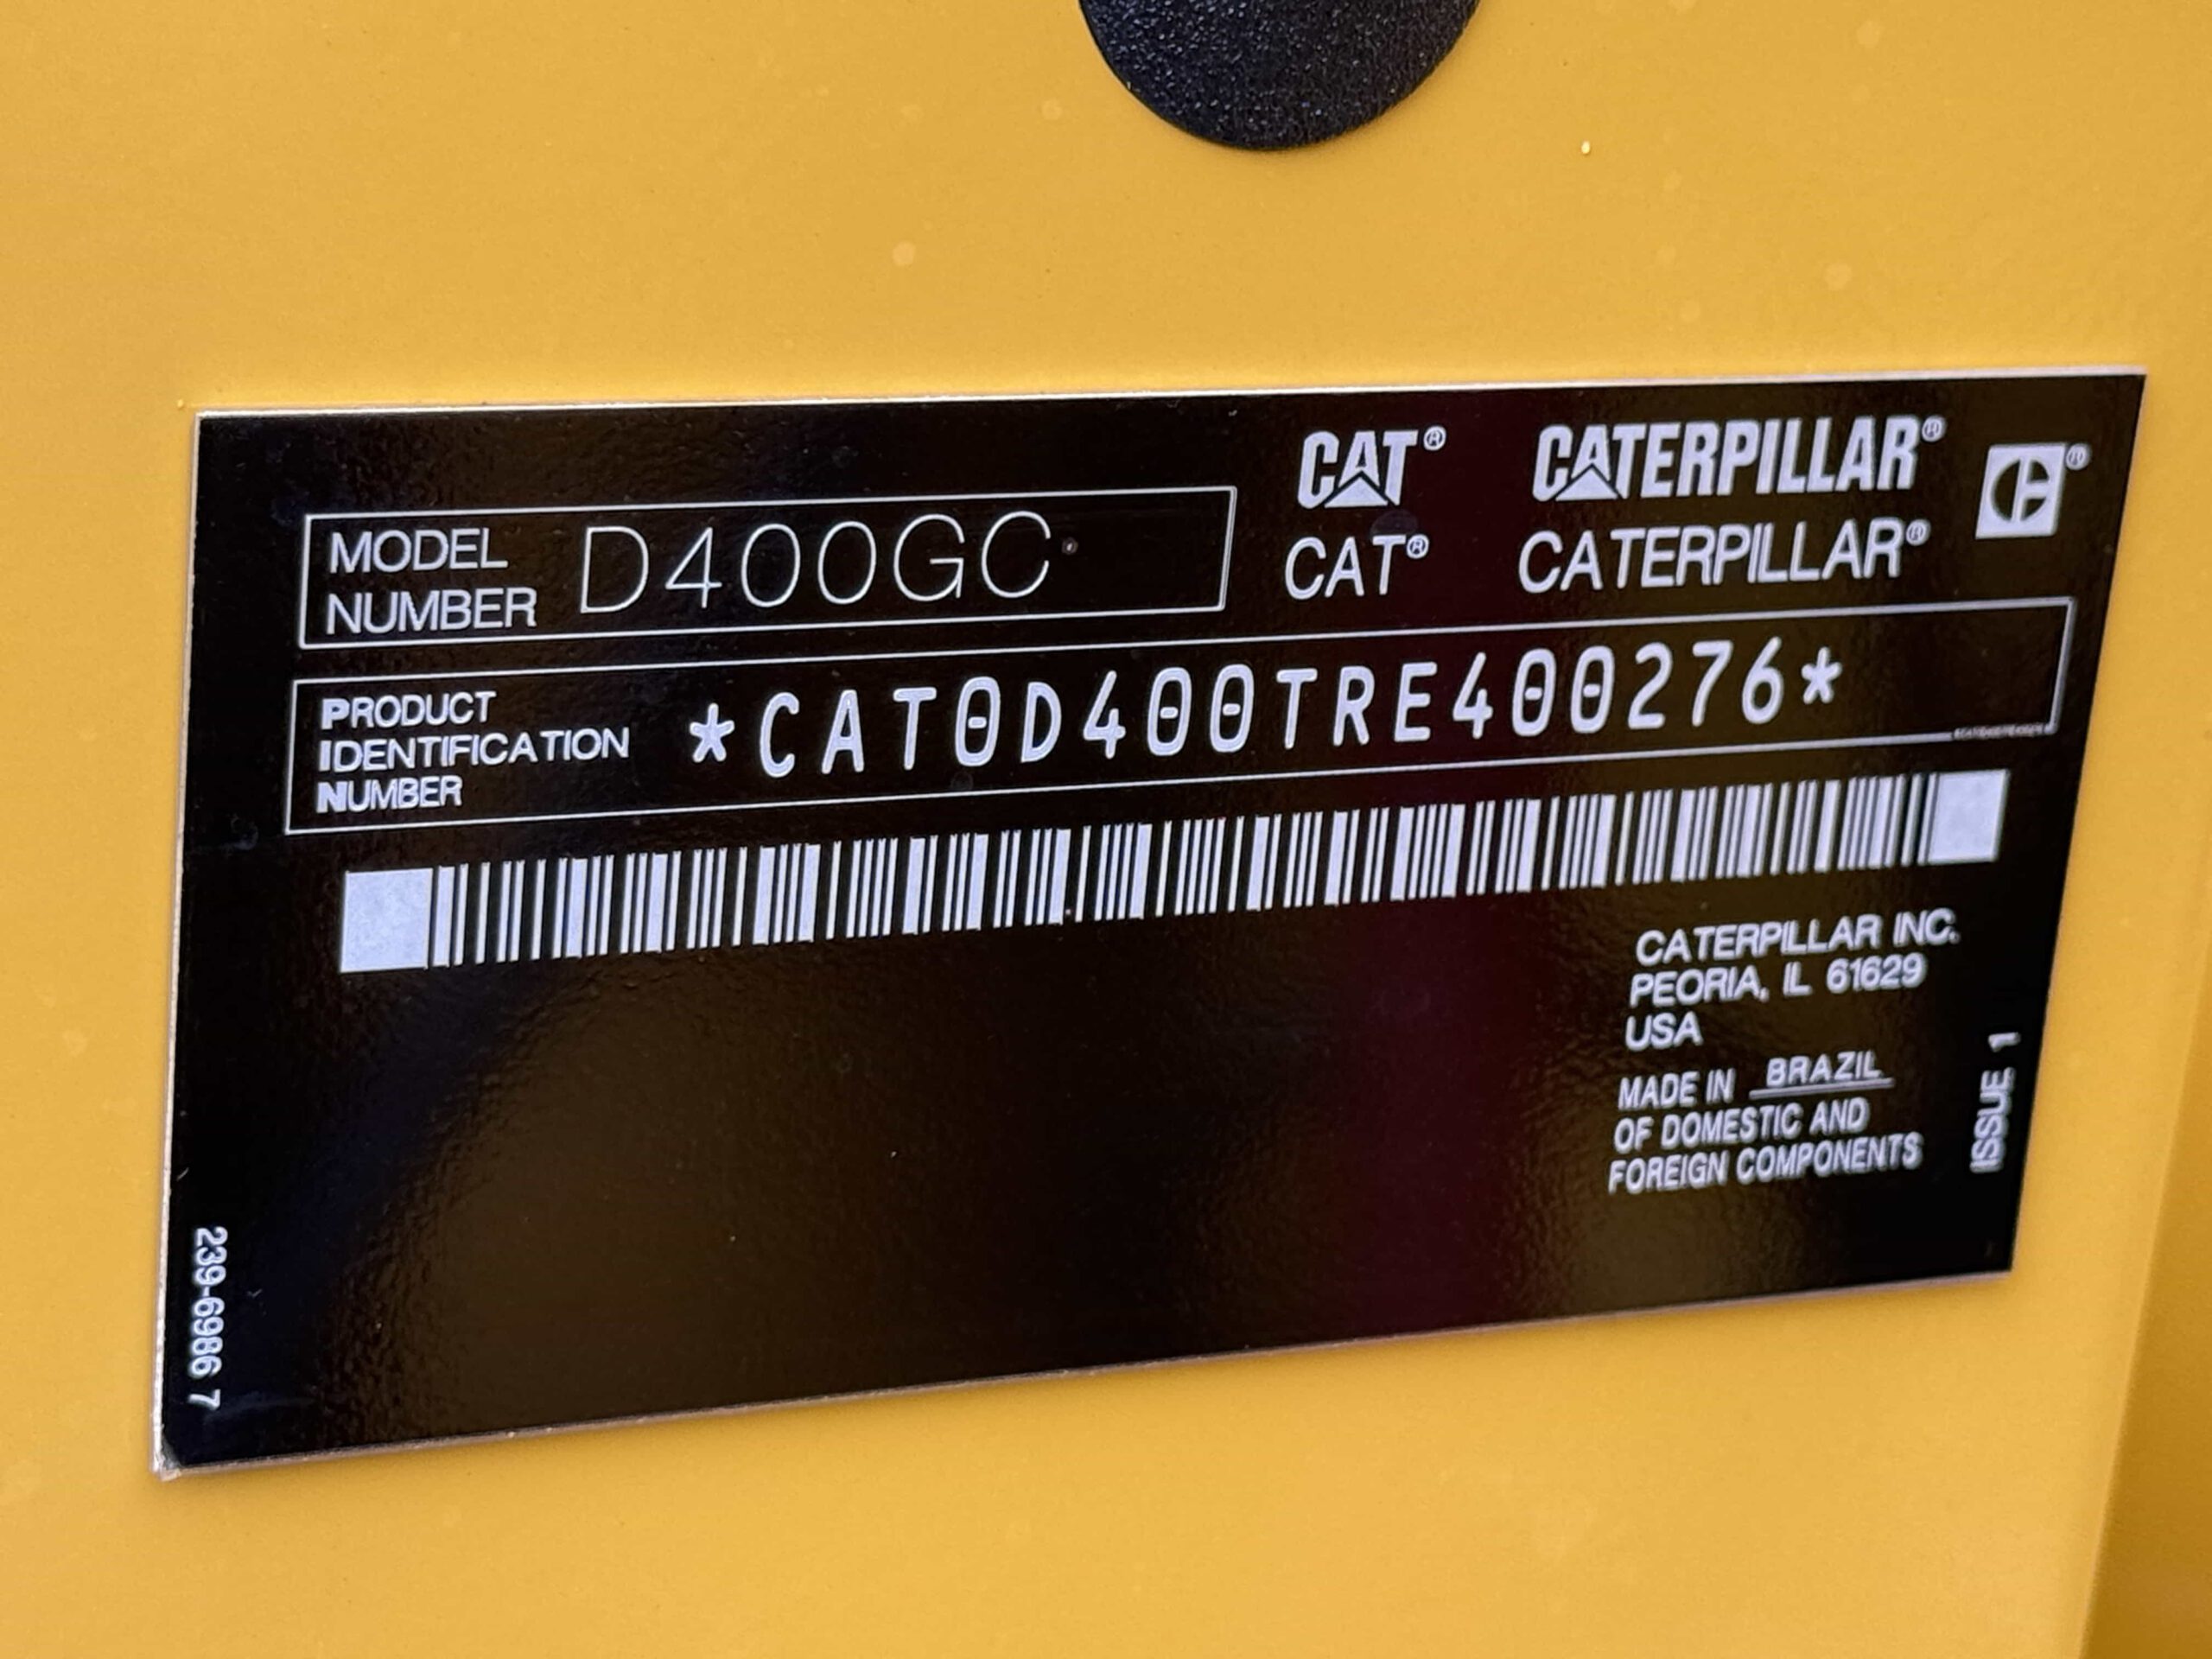 CAT® CATERPILLAR® ®
MODEL
NUMBER D400GC
CAT® CATERPILLAR®
PRODUCT
IDENTIFICATION
NUMBER
*CAT0D400TRE400276*
CATERPILLAR INC.
PEORIA, IL 61629
USA
MADE IN BRAZIL
OF DOMESTIC AND
FOREIGN COMPONENTS
ISSUE 1
239-6986 7